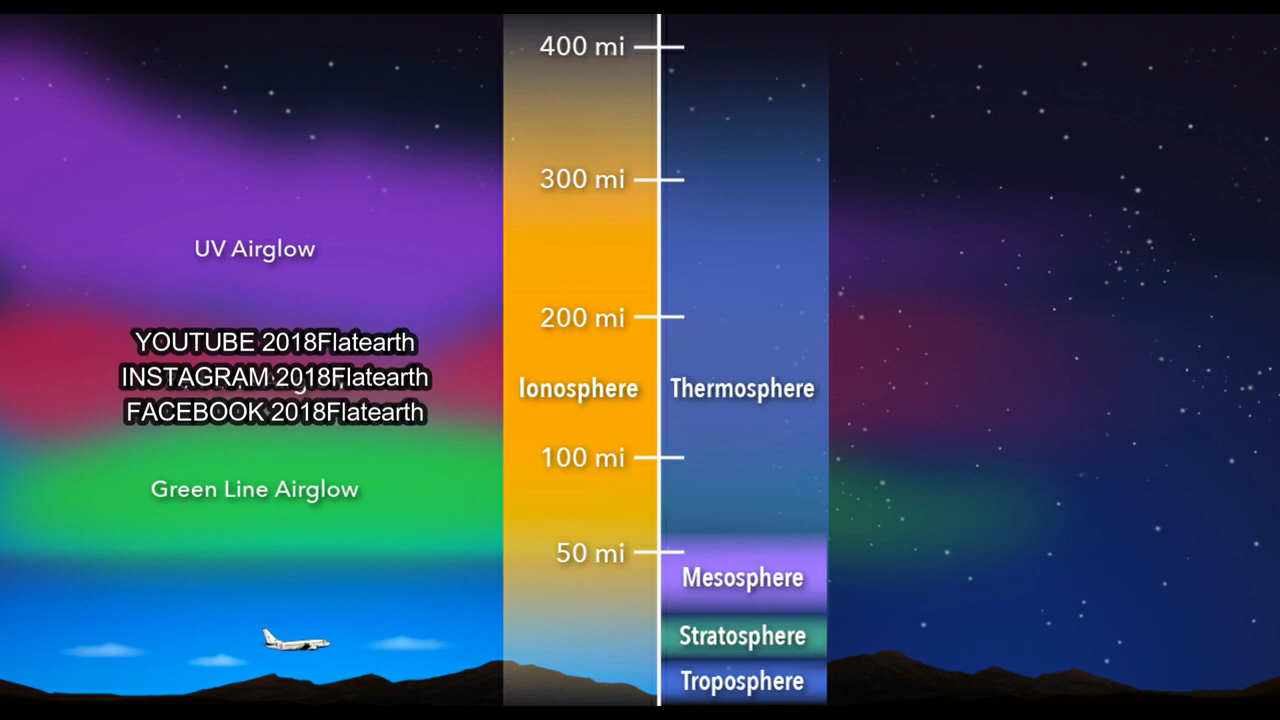 400 mi
300 mi
UV Airglow
200 mi
YOUTUBE 2018Flatearth
INSTAGRAM 2018Flatearth
FACEBOOK 2018Flatearth
Ionosphere
Thermosphere
100 mi
Green Line Airglow
50 mi
Mesosphere
Stratosphere
Troposphere